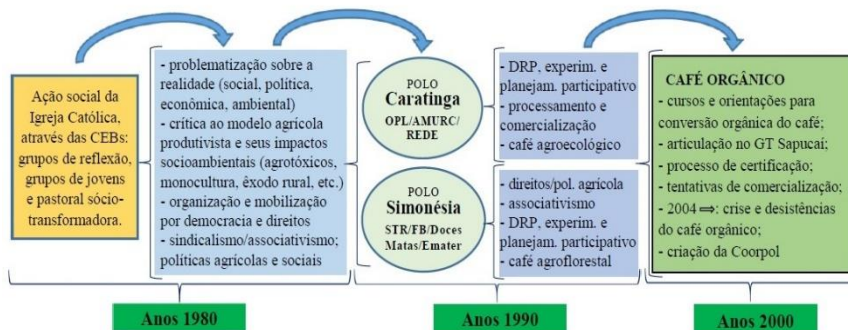 Ação social da
Igreja Católica,
através das CEBs:
grupos de reflexão,
grupos de jovens
e pastoral sócio-
transformadora.
- problematização sobre a
realidade (social, política,
econômica, ambiental)
- crítica ao modelo agrícola
produtivista e seus impactos
socioambientais (agrotóxicos,
monocultura, êxodo rural, etc.)
- organização e mobilização
por democracia e direitos
- sindicalismo/associativismo;
políticas agrícolas e sociais
POLO
Caratinga
OPL/AMURC/
REDE
- DRP, experim. e
planejam. participativo
- processamento e
comercialização
- café agroecológico
POLO
Simonésia
STR/FB/Doces
Matas/Emater
- direitos/pol. agrícola
- associativismo
- DRP, experim. e
planejam. participativo
- café agroflorestal
CAFÉ ORGÂNICO
- cursos e orientações para
conversão orgânica do café;
- articulação no GT Sapucaí;
- processo de certificação;
- tentativas de comercialização;
- 2004 ⇒: crise e desistências
do café orgânico;
- criação da Coorpol
Anos 1980
Anos 1990
Anos 2000